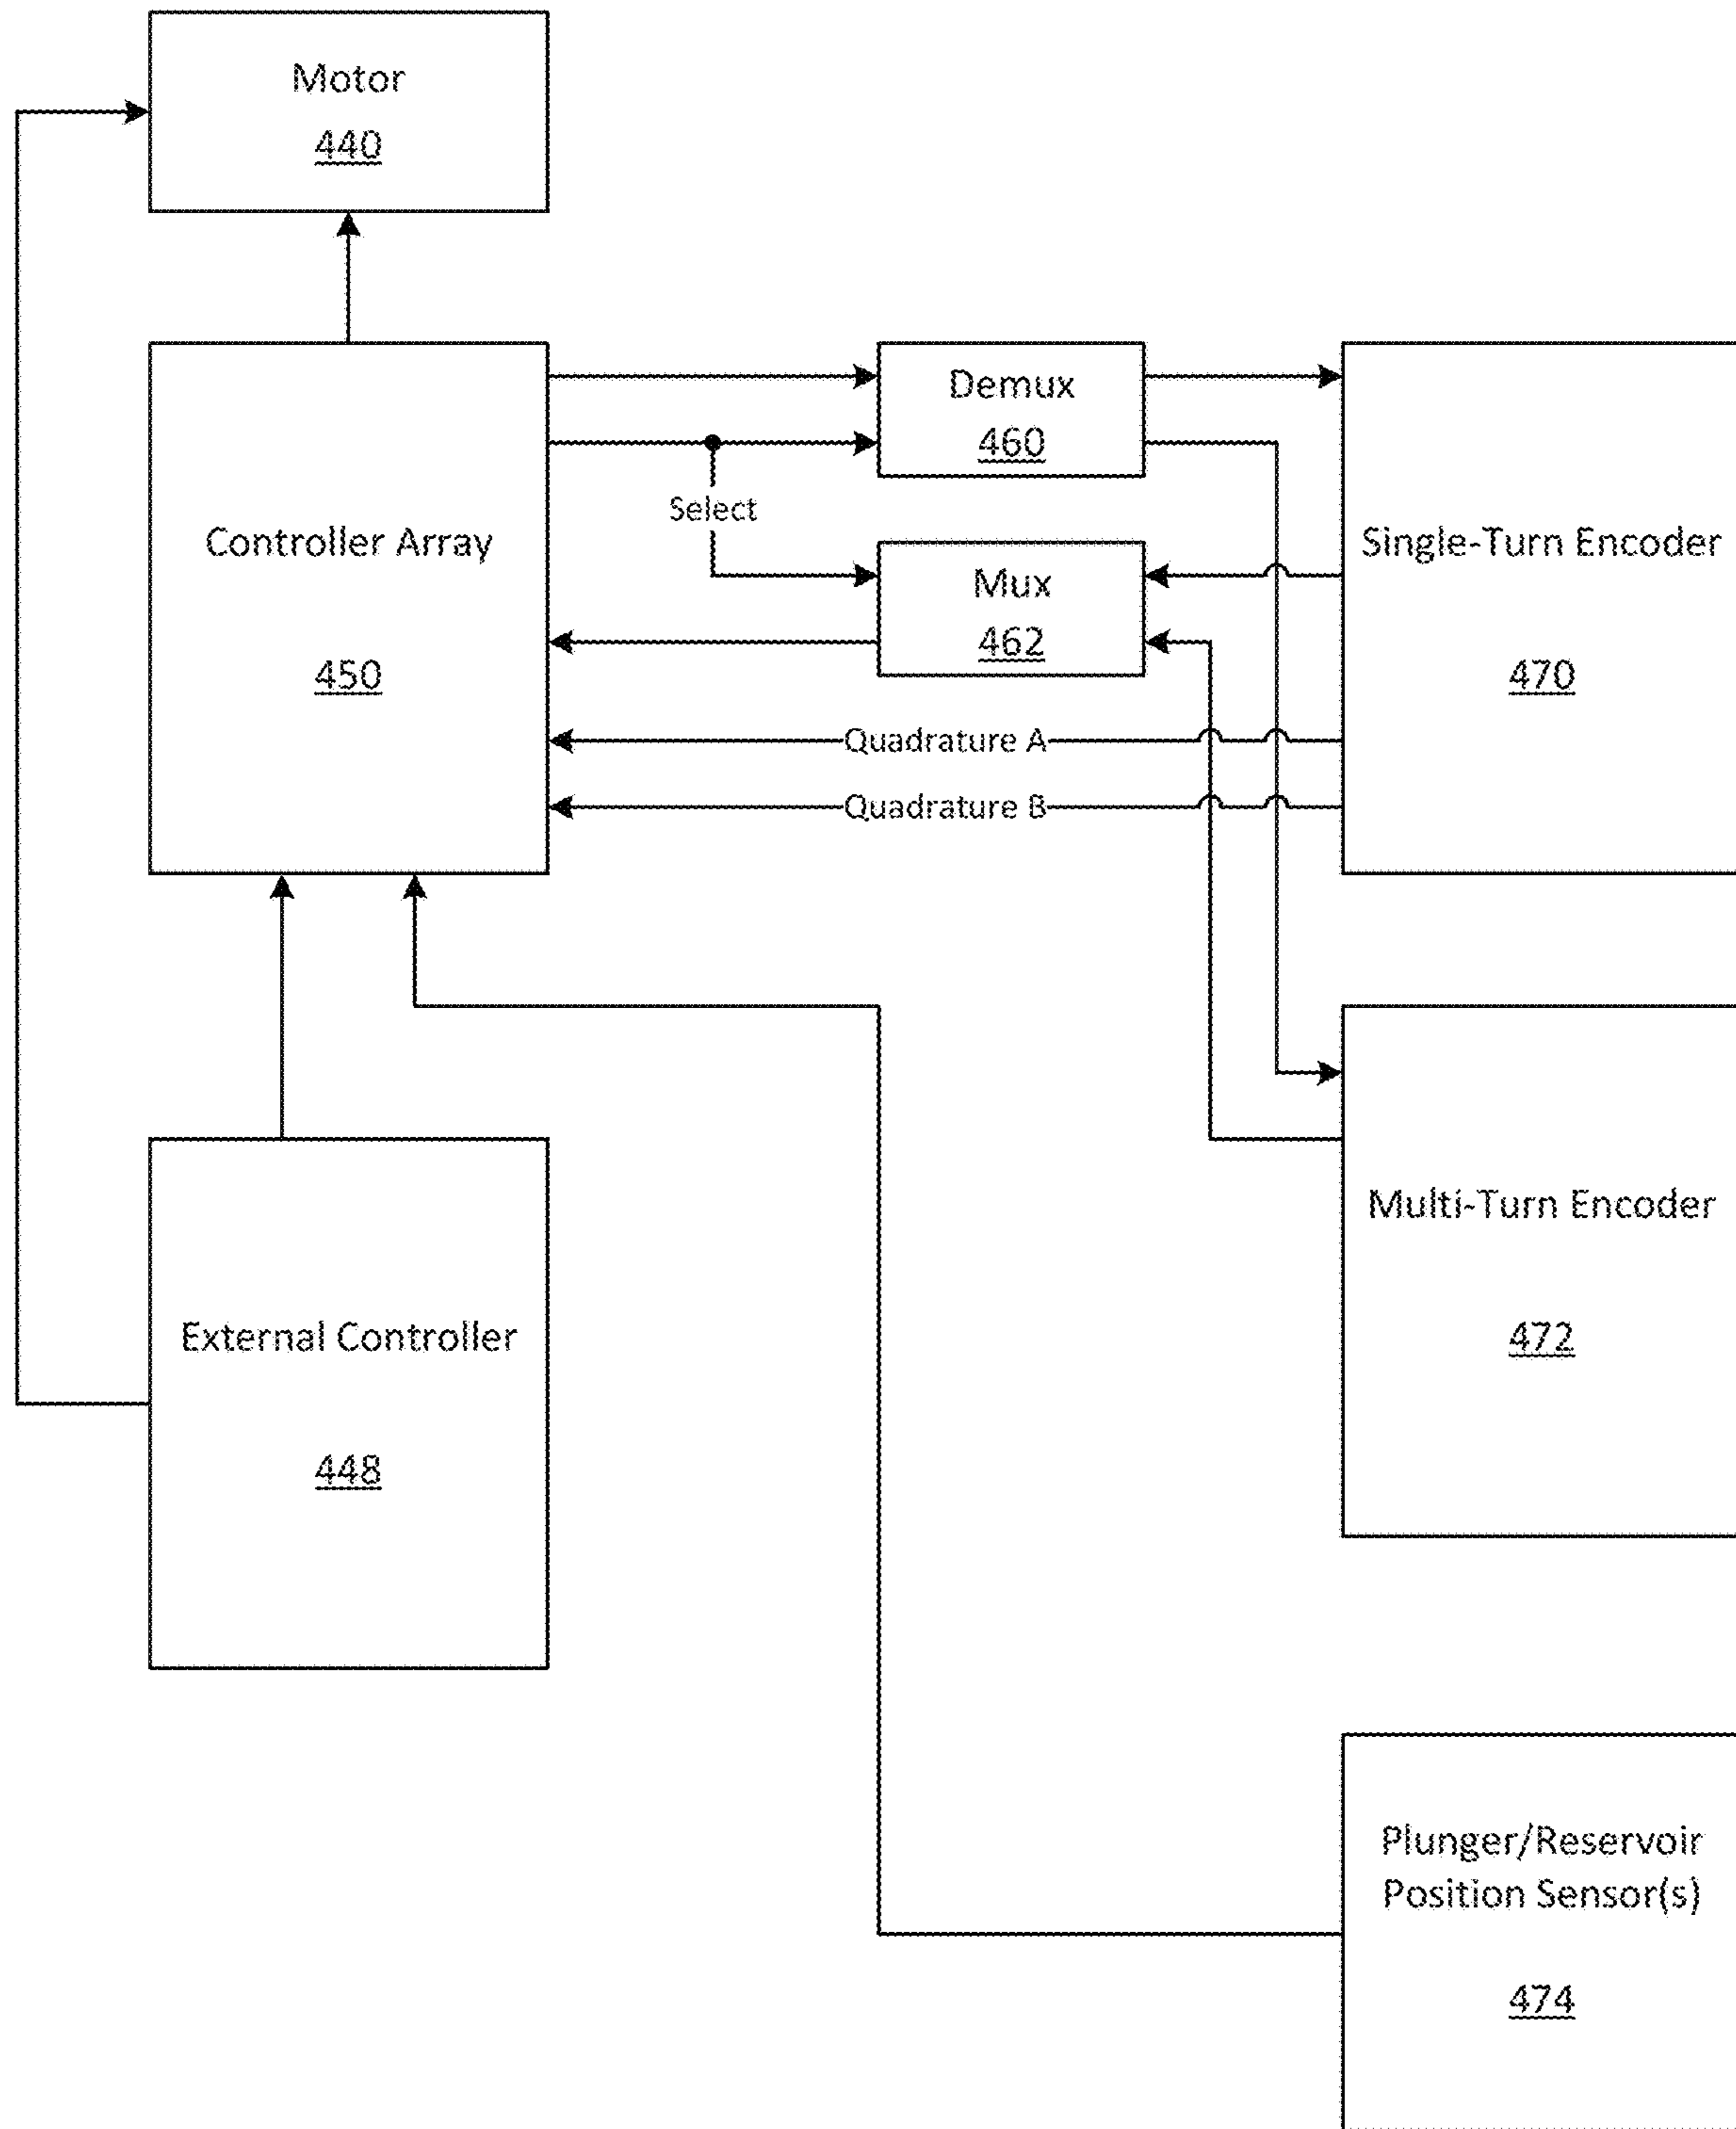 Motor
440
Controller Array
450
Demux
460
Select
Mux
462
Quadrature A
Quadrature B
Single-Turn Encoder
470
Multi-Turn Encoder
472
External Controller
448
Plunger/Reservoir
Position Sensor(s)
474